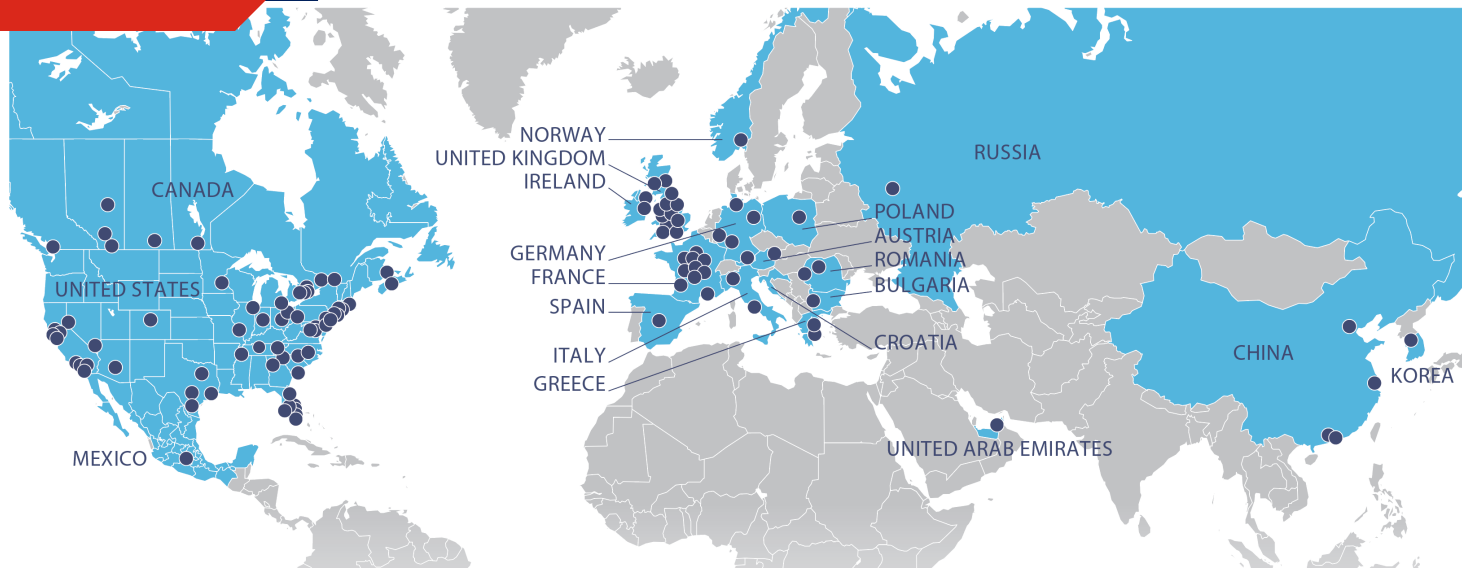 NORWAY
UNITED KINGDOM
IRELAND
RUSSIA
CANADA
POLAND
AUSTRIA
GERMANY
ROMANIA
FRANCE
BULGARIA
UNITED STATES
SPAIN
CROATIA
ITALY
CHINA
GREECE
KOREA
UNITED ARAB EMIRATES
MEXICO